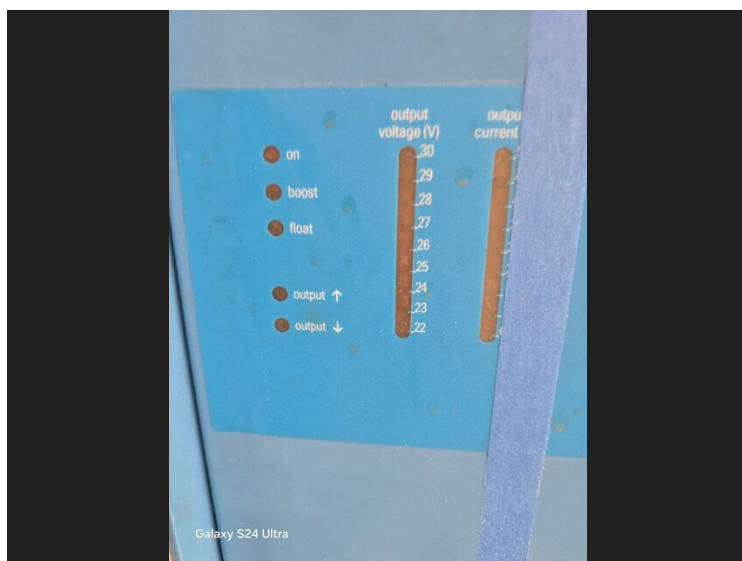 output
voltage (V)
on
boost
float
output ↑
output ↓
30
29
28
27
26
25
24
23
22
current
Galaxy S24 Ultra